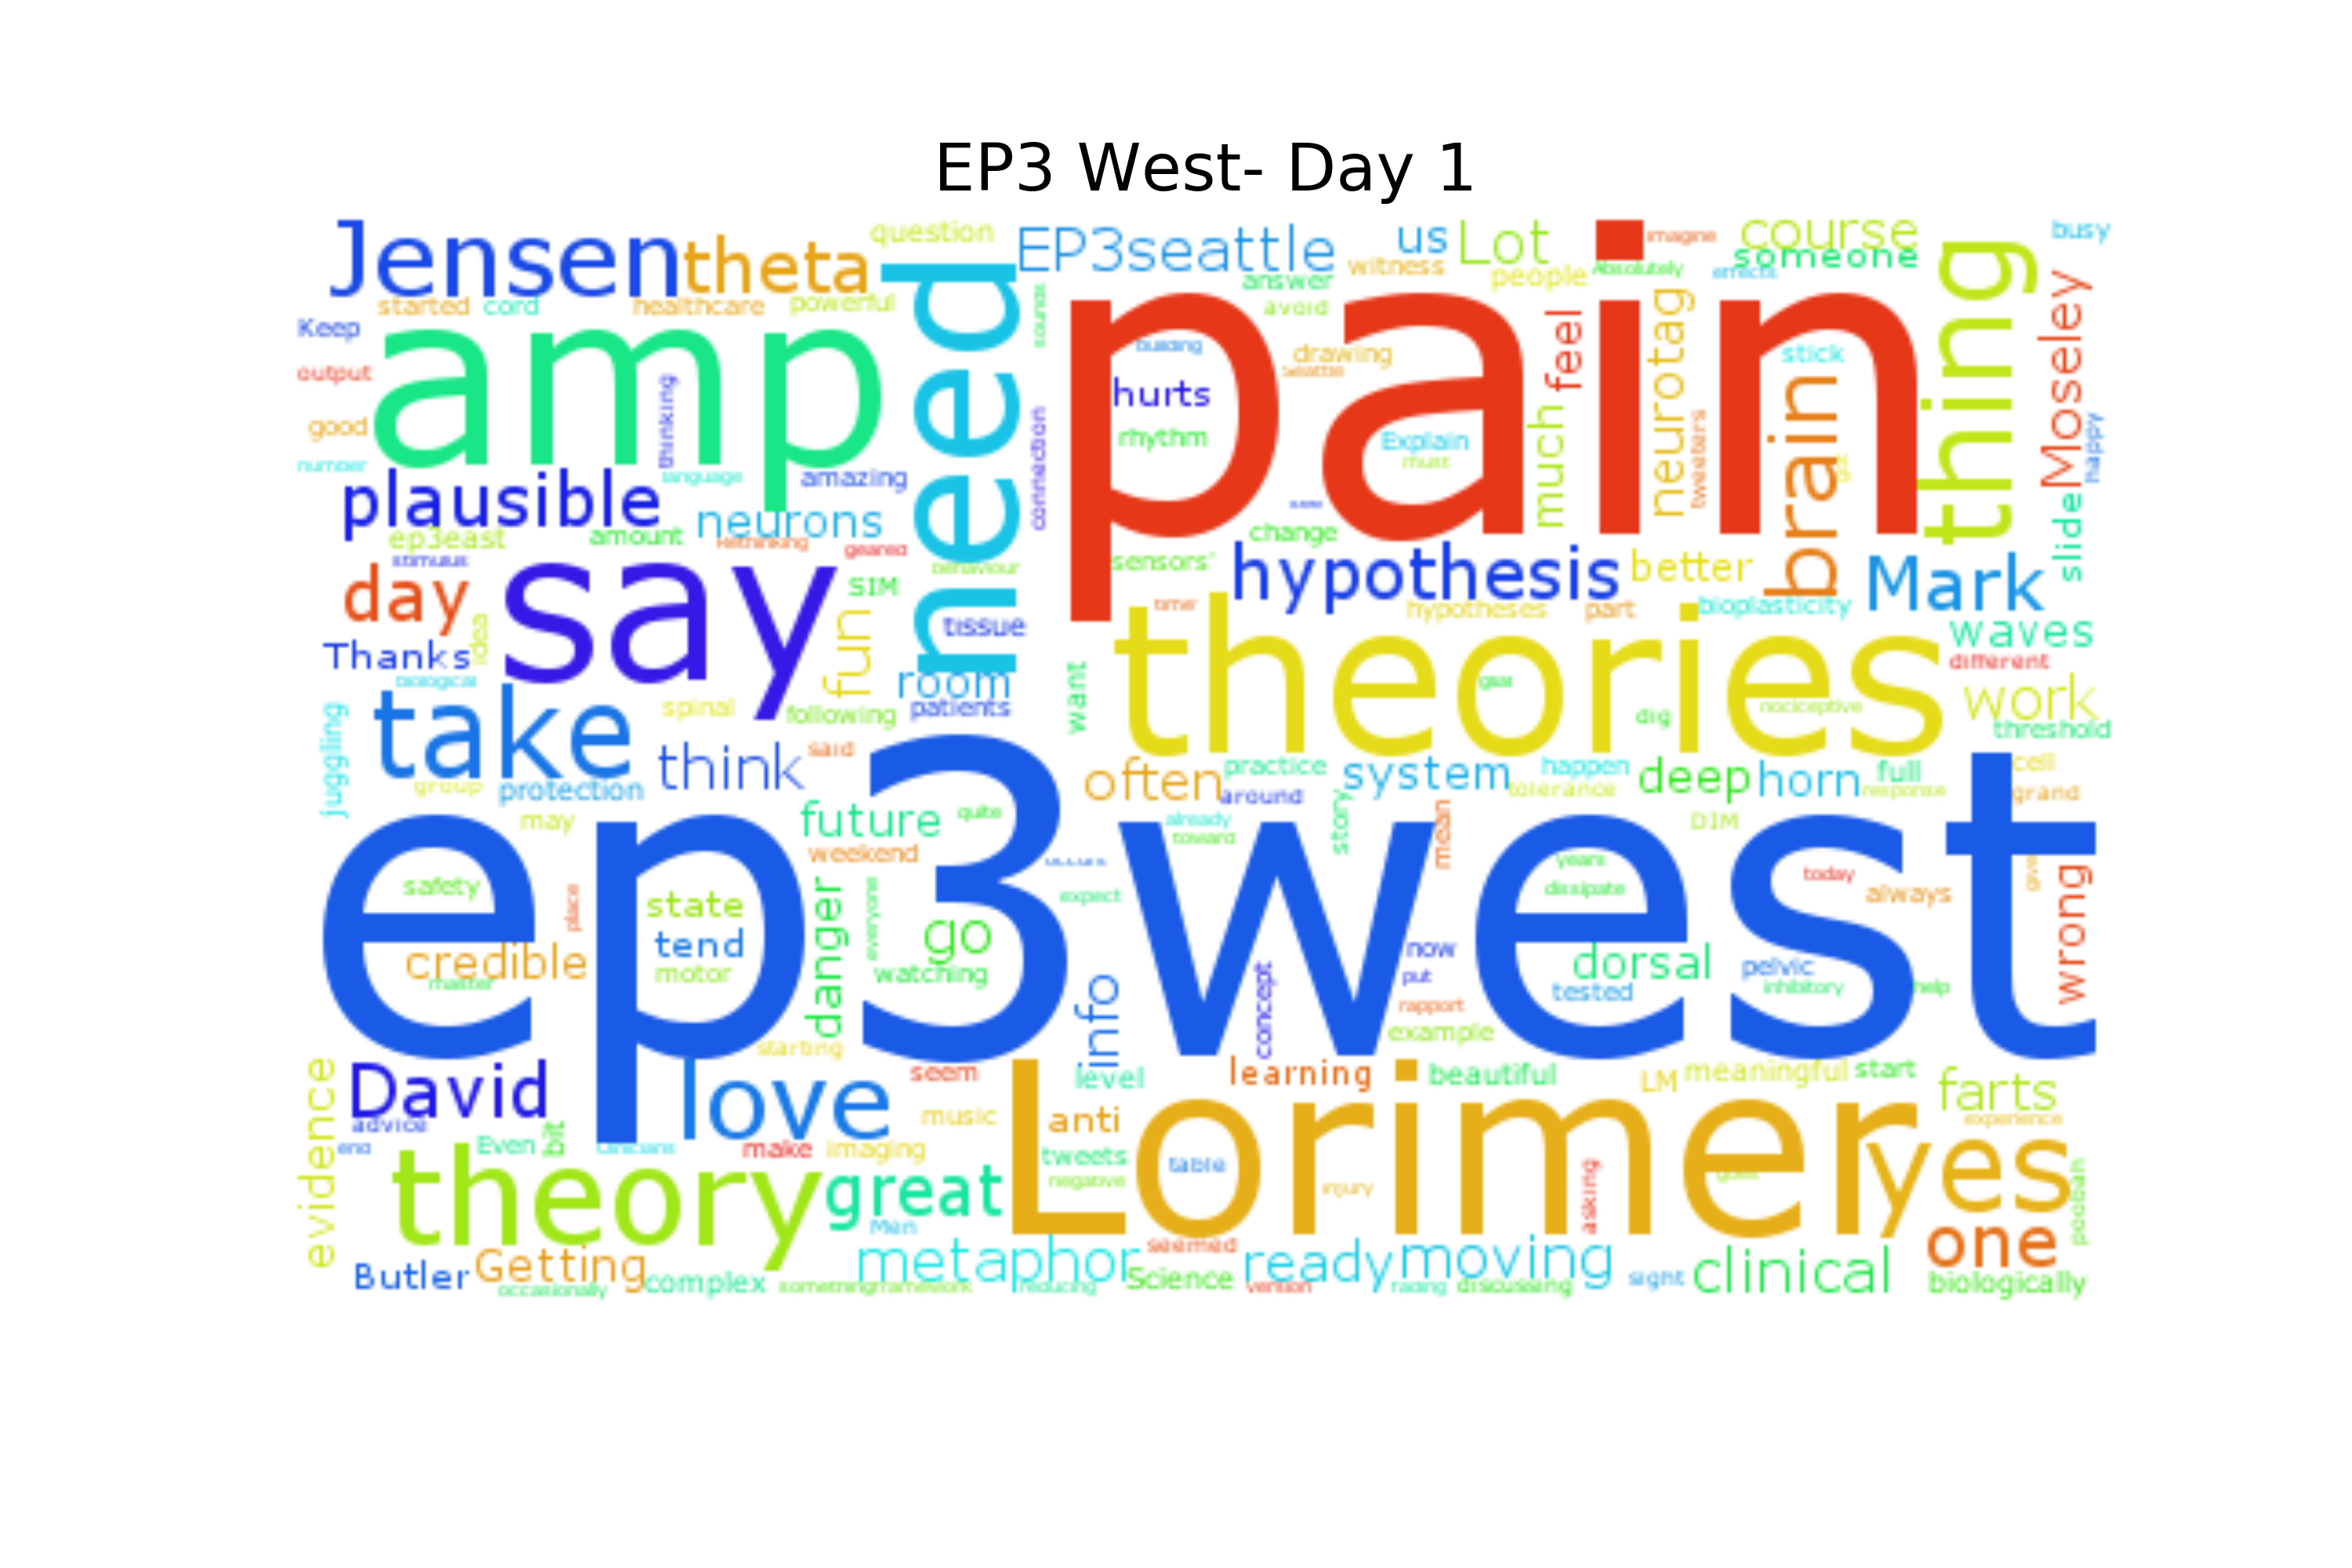 EP3 West- Day 1
Jensen
theta
question
EP3seattle
us
Lot
imagine
course
someone
busy
witness
people
Absolutely
effects
answer
started
cord
healthcare
powerful
need
sounds
avoid
pain
thing
Moseley
Keep
amp
building
drawing
Seattle
feel
neurotag
stick
output
thinking
hurts
brain
good
connection
rhythm
Explain
must
much
tweeters
happy
number
language
amazing
plausible
neurons
change
slide
ep3east
amount
Rethinking
geared
stimulus
behaviour
sensors'
hypothesis
better
Mark
day
say
SIM
timer
hypotheses
part
bioplasticity
idea
fun
tissue
theories
waves
Thanks
different
biological
room
want
goal
take
spinal
following
patients
dig
nociceptive
work
threshold
juggling
think
said
often
practice
system
happen
deep
horn
full
cell
group
protection
around
tolerance
response
grand
ep3west
may
future
quite
already
toward
story
mean
DIM
weekend
years
today
give
wrong
safety
place
state
danger
everyone
expect
dissipate
always
tend
go
now
credible
motor
watching
info
concept
put
dorsal
pelvic
matter
rapport
tested
inhibitory
help
starting
example
evidence
David
love
seem
level
learning
beautiful
LM
meaningful
start
farts
advice
music
anti
Lorimer
experience
end
Even
bit
clinicians
make
imaging
tweets
table
yes
theory
great
negative
injury
asking
poobah
Men
one
Butler
Getting
complex
metaphor
seemed
ready
moving
clinical
occasionally
something
framework
reducing
Science
version
discussing
sight
biologically